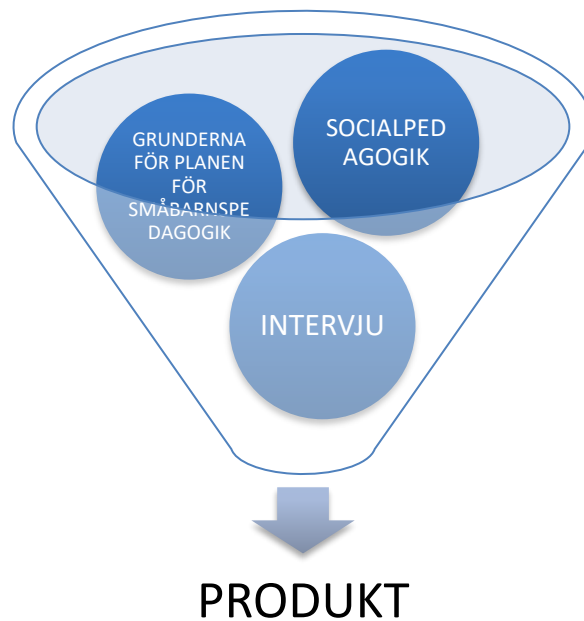 GRUNDERNA
FÖR PLANEN
FÖR
SMÅBARNSPE
DAGOGIK
SOCIALPED
AGOGIK
INTERVJU
PRODUKT